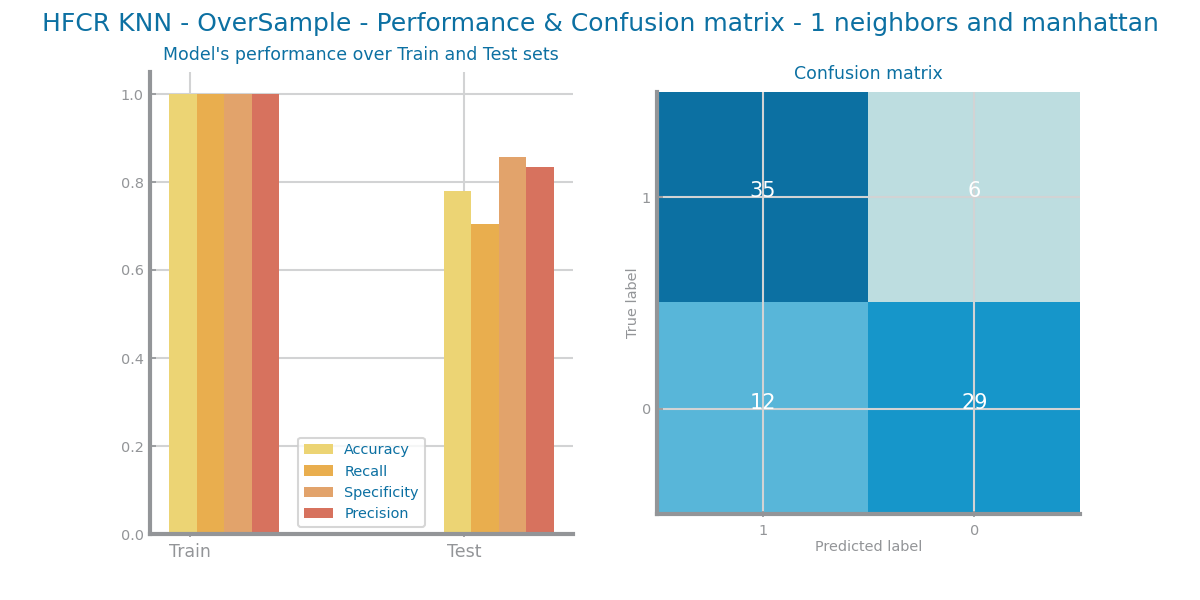 HFCR KNN - OverSample - Performance & Confusion matrix - 1 neighbors and manhattan
Model's performance over Train and Test sets
1.0
0.8
0.6
0.4
0.2
0.0
Train
Test
Accuracy
Recall
Specificity
Precision
Confusion matrix
True label
1
0
35
6
12
29
1
0
Predicted label